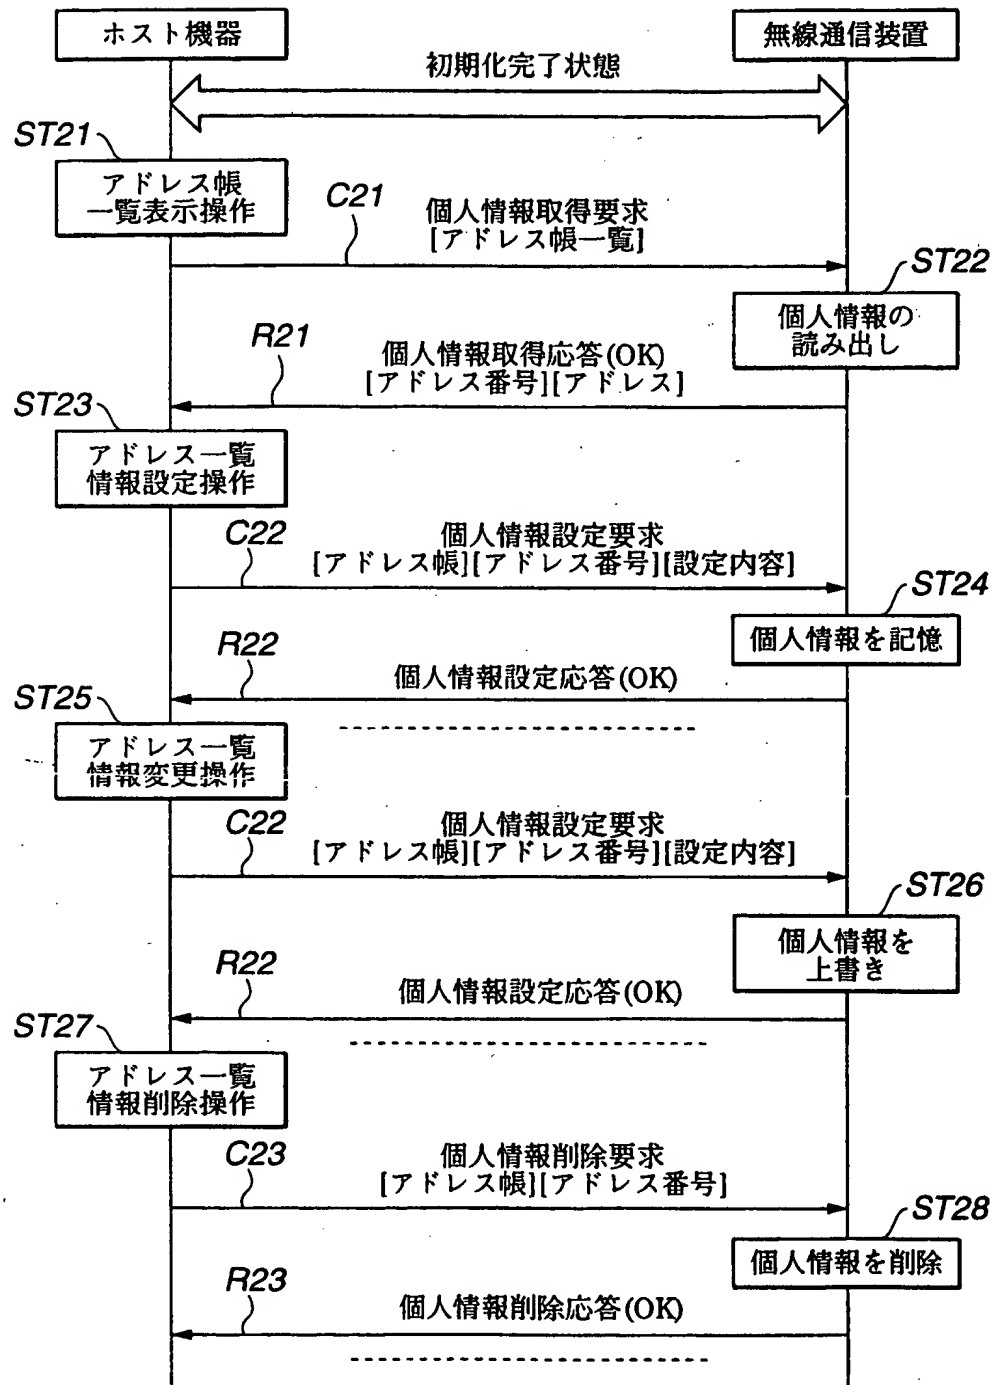 ホスト機器
無線通信装置
初期化完了状態
ST21
アドレス帳
一覧表示操作
C21
個人情報取得要求
[アドレス帳一覧]
ST22
個人情報の
読み出し
R21
個人情報取得応答(OK)
[アドレス番号][アドレス]
ST23
アドレス一覧
情報設定操作
C22
個人情報設定要求
[アドレス帳][アドレス番号][設定内容]
ST24
個人情報を記憶
R22
個人情報設定応答(OK)
ST25
アドレス一覧
情報変更操作
C22
個人情報設定要求
[アドレス帳][アドレス番号][設定内容]
ST26
個人情報を
上書き
R22
個人情報設定応答(OK)
ST27
アドレス一覧
情報削除操作
C23
個人情報削除要求
[アドレス帳][アドレス番号]
ST28
個人情報を削除
R23
個人情報削除応答(OK)